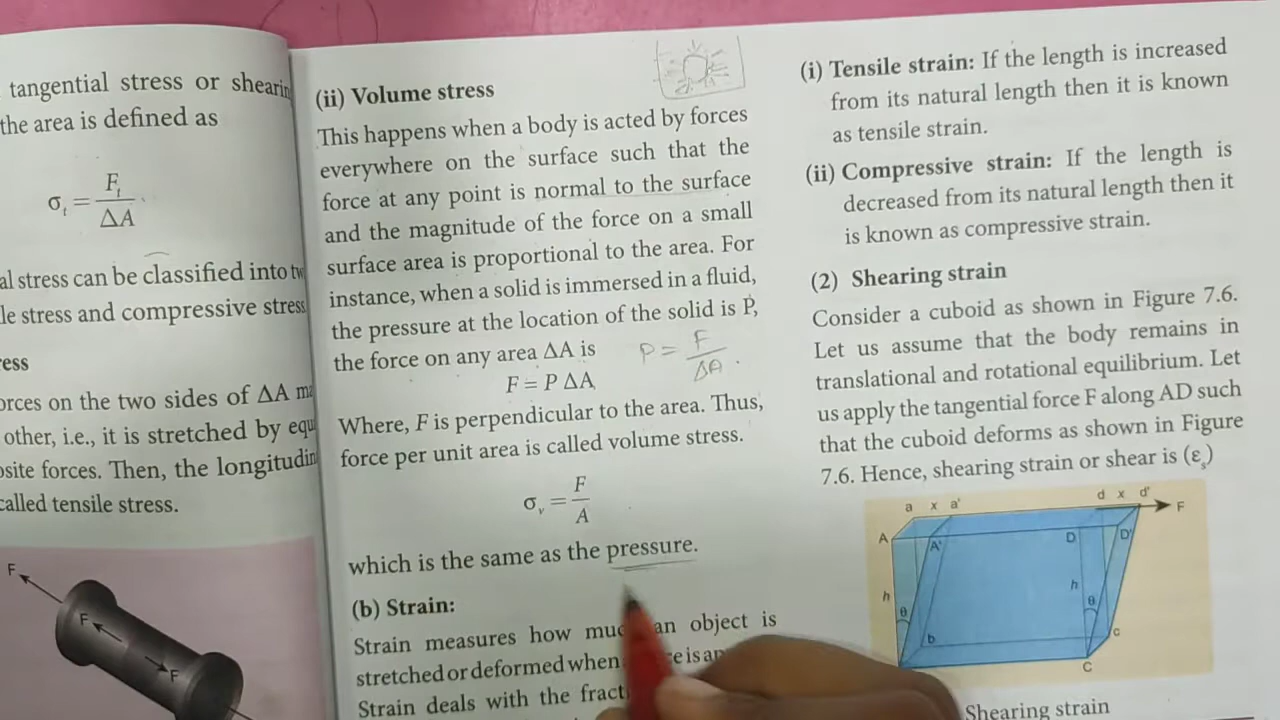 tangential stress or
the area is defined as
σₜ = Fₜ / ΔA
stress can be classified into
stress and compressive stress
on the two sides of ΔA
other, i.e., it is stretched by
forces. Then, the
called tensile stress.
F
F
F
(ii) Volume stress
This happens when a body is acted by forces
everywhere on the surface such that the
force at any point is normal to the surface
and the magnitude of the force on a small
surface area is proportional to the area. For
instance, when a solid is immersed in a fluid,
the pressure at the location of the solid is P,
the force on any area ΔA is
P = F / ΔA.
F = P ΔA
Where, F is perpendicular to the area. Thus,
force per unit area is called volume stress.
σᵥ = F / A
which is the same as the pressure.
(b) Strain:
Strain measures how an object is
stretched or deformed when
Strain deals with the
(i) Tensile strain: If the length is increased
from its natural length then it is known
as tensile strain.
(ii) Compressive strain: If the length is
decreased from its natural length then it
is known as compressive strain.
(2) Shearing strain
Consider a cuboid as shown in Figure 7.6.
Let us assume that the body remains in
translational and rotational equilibrium. Let
us apply the tangential force F along AD such
that the cuboid deforms as shown in Figure
7.6. Hence, shearing strain or shear is (εₛ)
a x a' d x d' F
A A' D D'
h h
θ θ
b c
C
Shearing strain